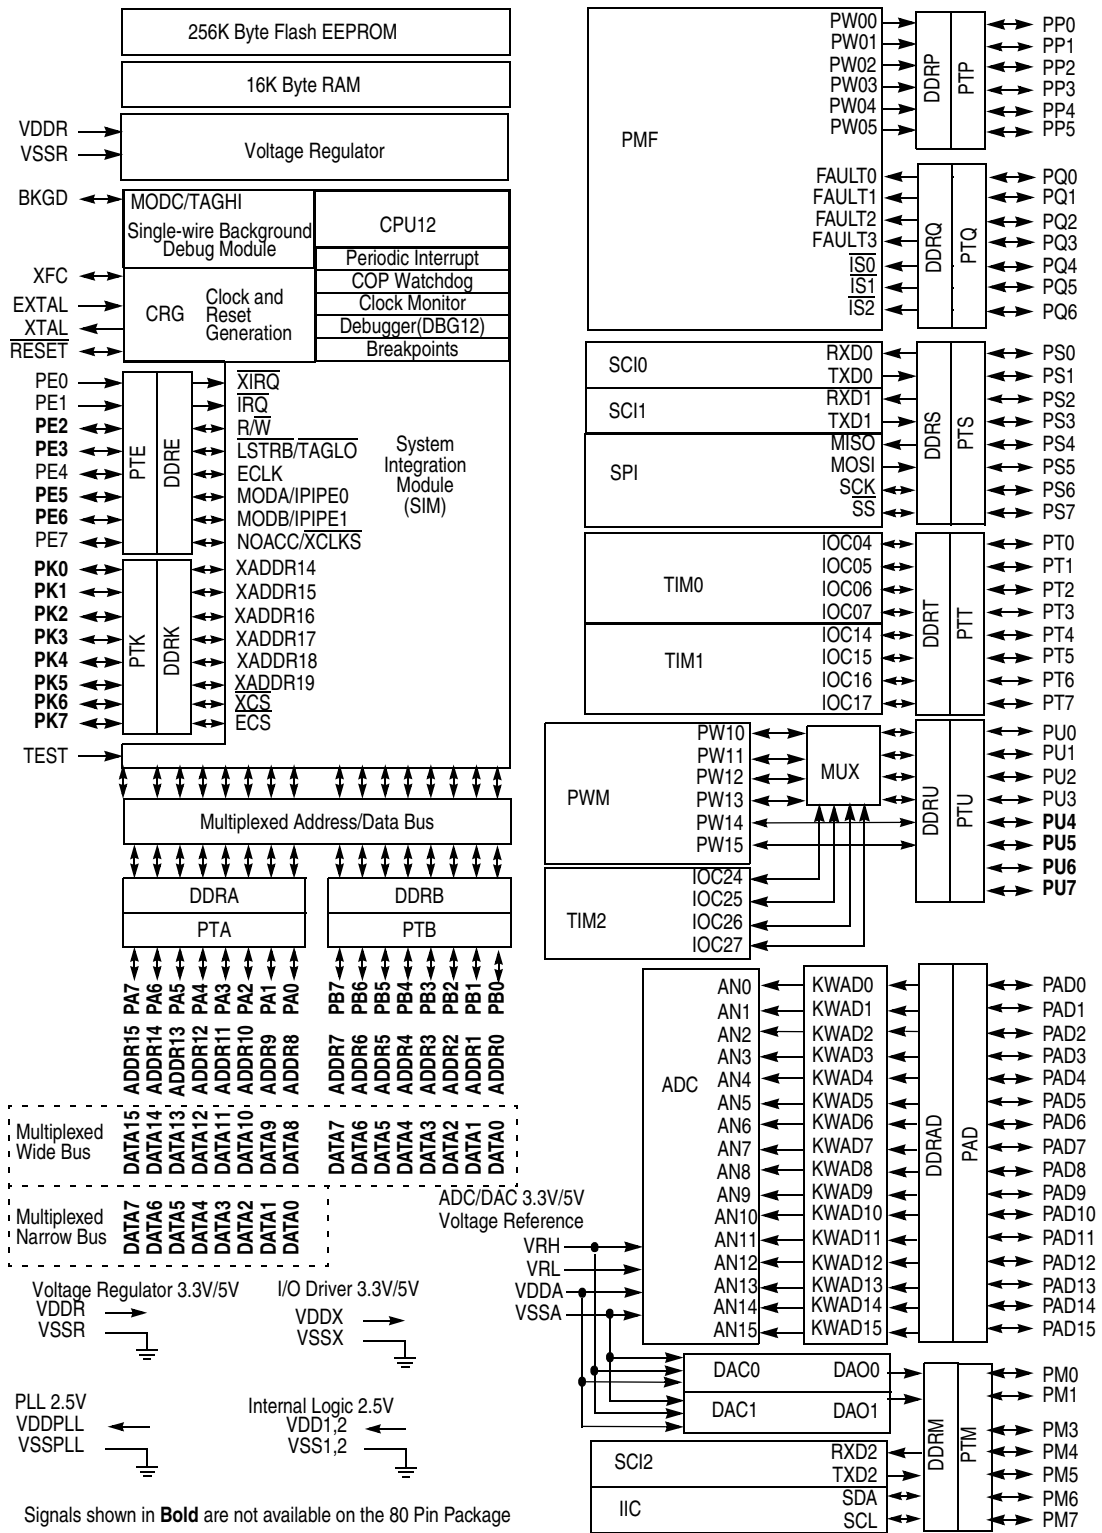 256K Byte Flash EEPROM
16K Byte RAM
VDDR
VSSR
Voltage Regulator
BKGD
MODC/TAGHI
Single-wire Background
Debug Module
CPU12
Periodic Interrupt
COP Watchdog
Clock Monitor
Debugger(DBG12)
Breakpoints
XFC
EXTAL
XTAL
RESET
CRG
Clock and
Reset
Generation
PE0
PE1
PE2
PE3
PE4
PE5
PE6
PE7
PTE
DDRE
XIRQ
IRQ
R/W
LSTRB/TAGLO
ECLK
MODA/IPIPE0
MODB/IPIPE1
NOACC/XCLKS
System
Integration
Module
(SIM)
PK0
PK1
PK2
PK3
PK4
PK5
PK6
PK7
PTK
DDRK
XADDR14
XADDR15
XADDR16
XADDR17
XADDR18
XADDR19
XCS
ECS
TEST
Multiplexed Address/Data Bus
DDRA
PTA
DDRB
PTB
PA7
PA6
PA5
PA4
PA3
PA2
PA1
PA0
PB7
PB6
PB5
PB4
PB3
PB2
PB1
PB0
ADDR15
ADDR14
ADDR13
ADDR12
ADDR11
ADDR10
ADDR9
ADDR8
ADDR7
ADDR6
ADDR5
ADDR4
ADDR3
ADDR2
ADDR1
ADDR0
Multiplexed
Wide Bus
DATA15
DATA14
DATA13
DATA12
DATA11
DATA10
DATA9
DATA8
DATA7
DATA6
DATA5
DATA4
DATA3
DATA2
DATA1
DATA0
Multiplexed
Narrow Bus
DATA7
DATA6
DATA5
DATA4
DATA3
DATA2
DATA1
DATA0
Voltage Regulator 3.3V/5V
VDDR
VSSR
I/O Driver 3.3V/5V
VDDX
VSSX
PLL 2.5V
VDDPLL
VSSPLL
Internal Logic 2.5V
VDD1,2
VSS1,2
Signals shown in Bold are not available on the 80 Pin Package
PMF
PW00
PW01
PW02
PW03
PW04
PW05
DDRP
PTP
PP0
PP1
PP2
PP3
PP4
PP5
FAULT0
FAULT1
FAULT2
FAULT3
IS0
IS1
IS2
DDRQ
PTQ
PQ0
PQ1
PQ2
PQ3
PQ4
PQ5
PQ6
SCI0
RXD0
TXD0
SCI1
RXD1
TXD1
SPI
MISO
MOSI
SCK
SS
DDRS
PTS
PS0
PS1
PS2
PS3
PS4
PS5
PS6
PS7
TIM0
IOC04
IOC05
IOC06
IOC07
TIM1
IOC14
IOC15
IOC16
IOC17
DDRT
PTT
PT0
PT1
PT2
PT3
PT4
PT5
PT6
PT7
PWM
PW10
PW11
PW12
PW13
PW14
PW15
MUX
DDRU
PTU
PU0
PU1
PU2
PU3
PU4
PU5
PU6
PU7
TIM2
IOC24
IOC25
IOC26
IOC27
ADC
AN0
AN1
AN2
AN3
AN4
AN5
AN6
AN7
AN8
AN9
AN10
AN11
AN12
AN13
AN14
AN15
KWAD0
KWAD1
KWAD2
KWAD3
KWAD4
KWAD5
KWAD6
KWAD7
KWAD8
KWAD9
KWAD10
KWAD11
KWAD12
KWAD13
KWAD14
KWAD15
DDRAD
PAD
PAD0
PAD1
PAD2
PAD3
PAD4
PAD5
PAD6
PAD7
PAD8
PAD9
PAD10
PAD11
PAD12
PAD13
PAD14
PAD15
ADC/DAC 3.3V/5V
Voltage Reference
VRH
VRL
VDDA
VSSA
DAC0
DAO0
DAC1
DAO1
SCI2
RXD2
TXD2
IIC
SDA
SCL
DDRM
PTM
PM0
PM1
PM3
PM4
PM5
PM6
PM7